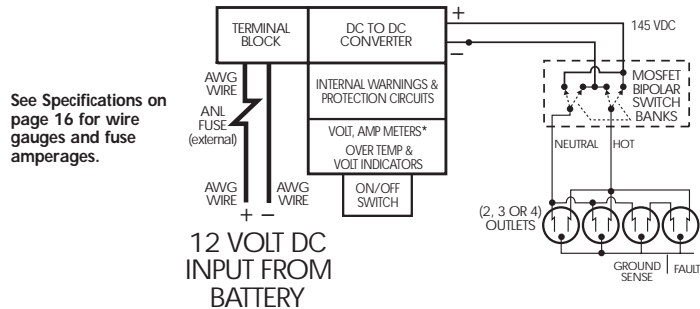 See Specifications on
page 16 for wire
gauges and fuse
amperages.
TERMINAL
BLOCK
DC TO DC
CONVERTER
+
–
145 VDC
AWG
WIRE
ANL
FUSE
(external)
INTERNAL WARNINGS &
PROTECTION CIRCUITS
VOLT, AMP METERS*
OVER TEMP &
VOLT INDICATORS
ON/OFF
SWITCH
AWG
WIRE
AWG
WIRE
+ –
12 VOLT DC
INPUT FROM
BATTERY
MOSFET
BIPOLAR
SWITCH
BANKS
NEUTRAL
HOT
(2, 3 OR 4)
OUTLETS
GROUND
SENSE
FAULT